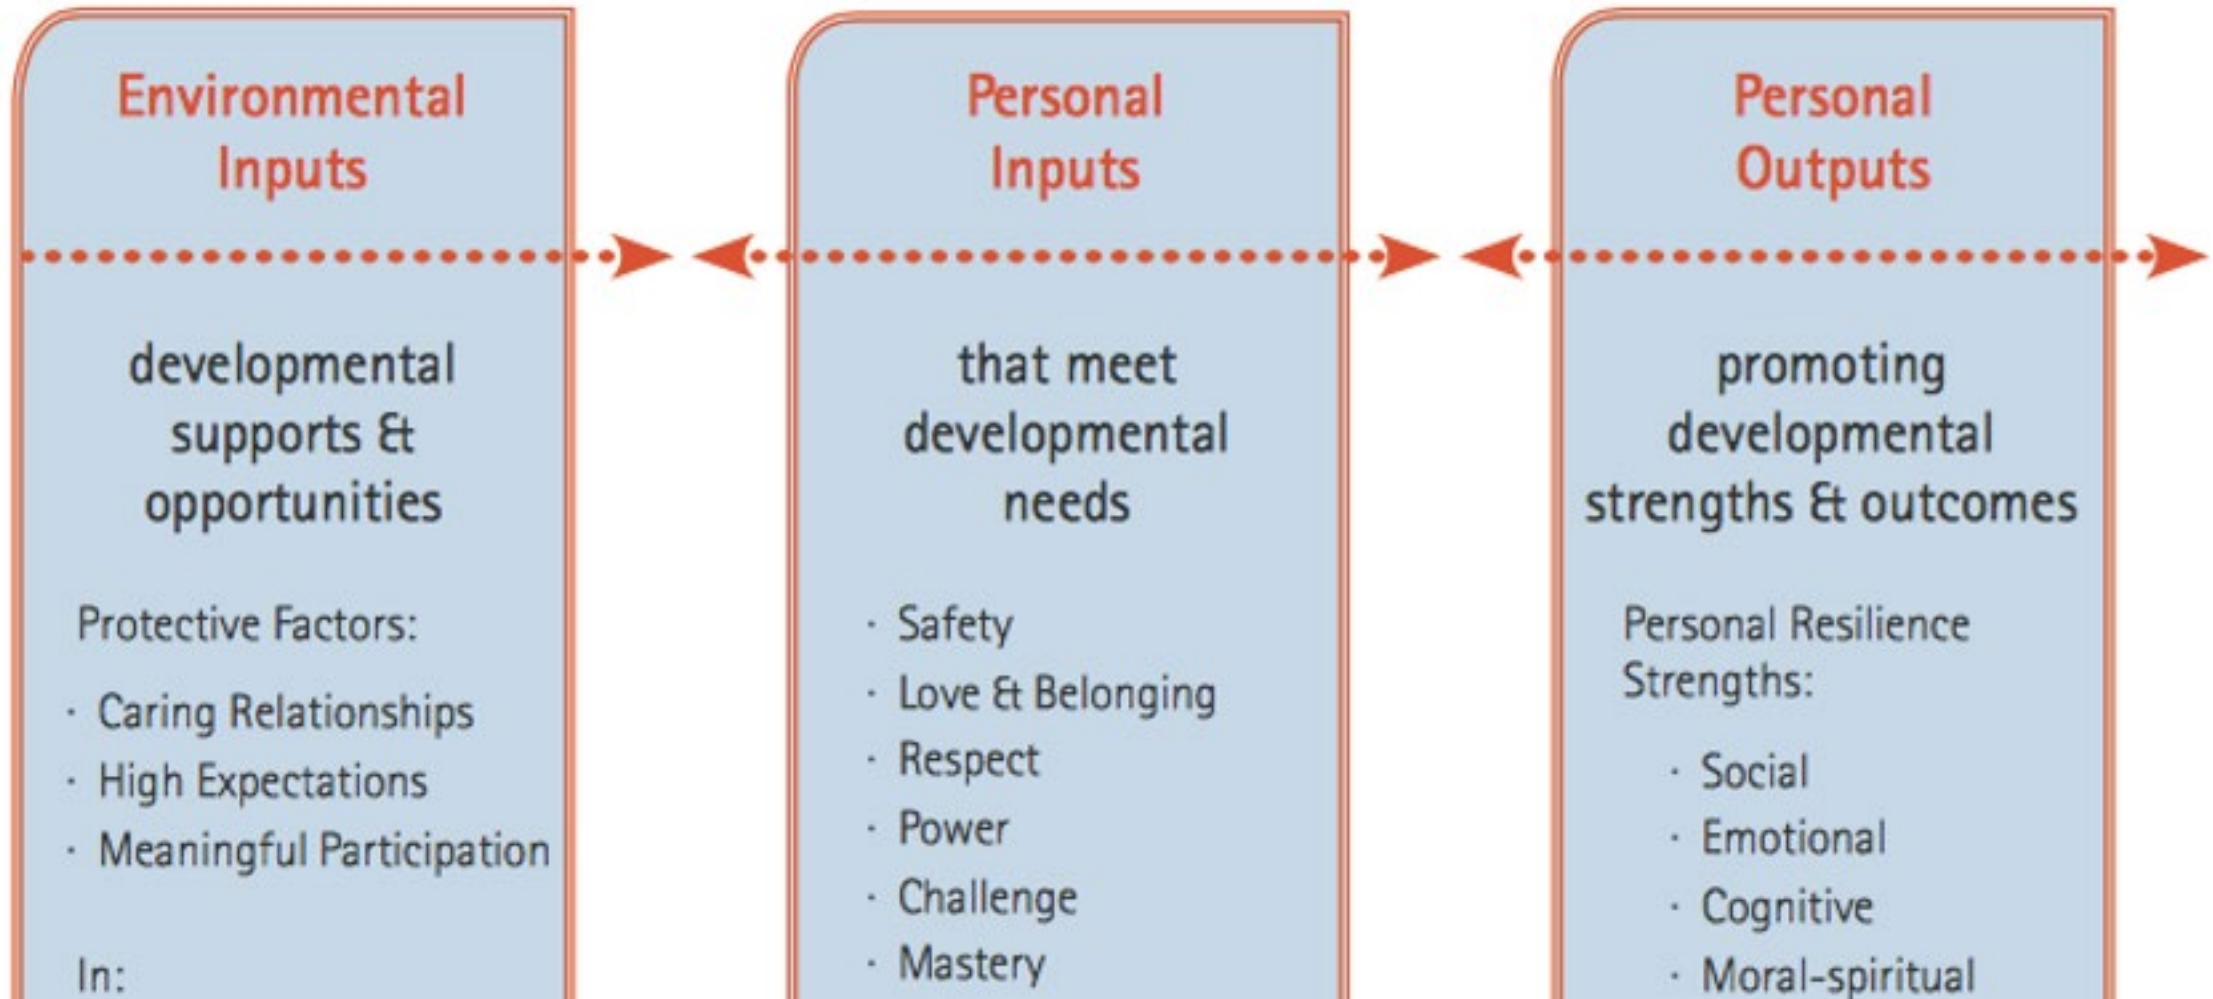 Environmental
Inputs
developmental
supports &
opportunities
Protective Factors:
· Caring Relationships
· High Expectations
· Meaningful Participation
In:
Personal
Inputs
that meet
developmental
needs
· Safety
· Love & Belonging
· Respect
· Power
· Challenge
· Mastery
Personal
Outputs
promoting
developmental
strengths & outcomes
Personal Resilience
Strengths:
· Social
· Emotional
· Cognitive
· Moral-spiritual